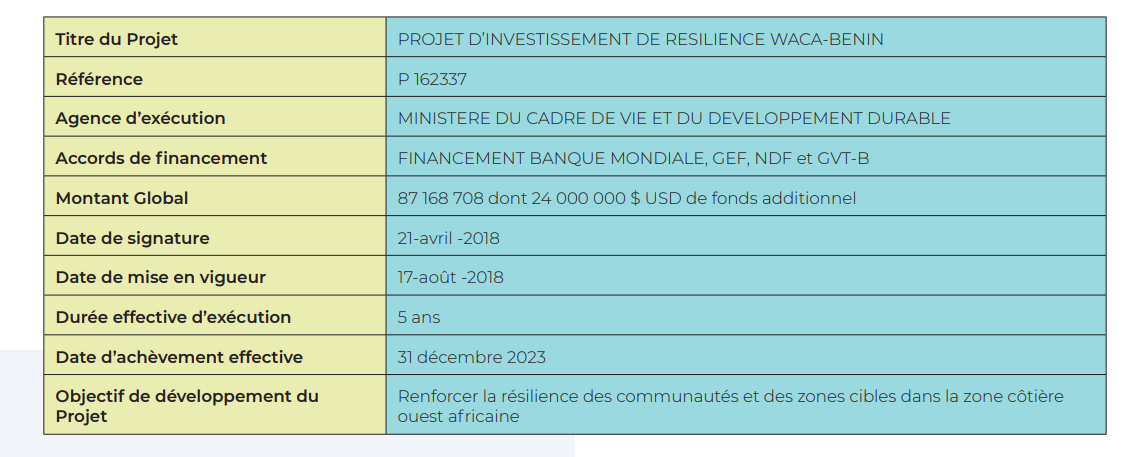 Titre du Projet PROJET D’INVESTISSEMENT DE RESILIENCE WACA-BENIN
Référence P 162337
Agence d’exécution MINISTERE DU CADRE DE VIE ET DU DEVELOPPEMENT DURABLE
Accords de financement FINANCEMENT BANQUE MONDIALE, GEF, NDF et GVT-B
Montant Global 87 168 708 dont 24 000 000 $ USD de fonds additionnel
Date de signature 21-avril -2018
Date de mise en vigueur 17-août -2018
Durée effective d’exécution 5 ans
Date d’achèvement effective 31 décembre 2023
Objectif de développement du Projet
Renforcer la résilience des communautés et des zones cibles dans la zone côtière
ouest africaine